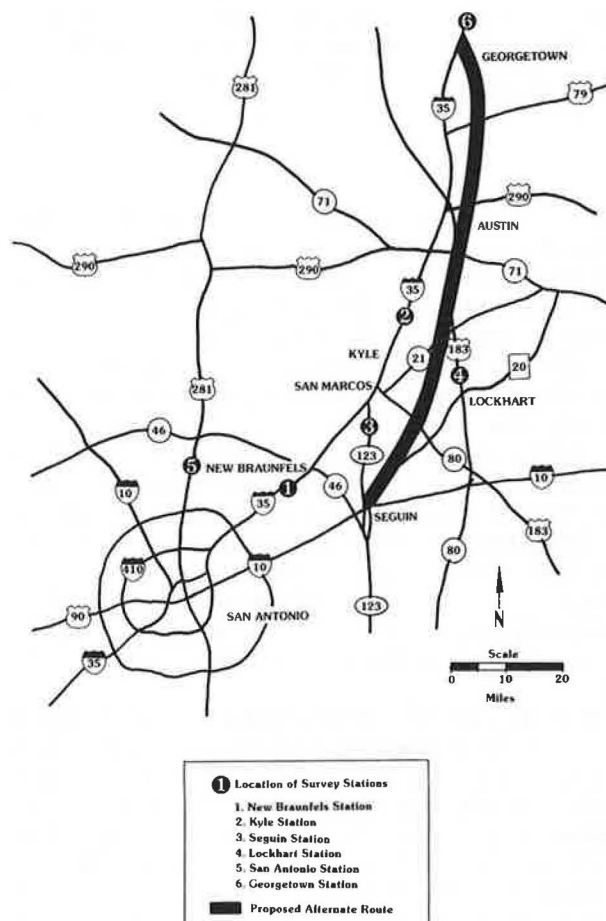 6
GEORGETOWN
281
35
79
71
290
290
AUSTIN
290
290
35
71
2
KYLE
21
183
20
SAN MARCOS
4
LOCKHART
281
46
3
5
NEW BRAUNFELS
123
80
10
1
46
10
35
SEGUIN
183
410
10
80
90
SAN ANTONIO
123
N
35
Scale
0 10 20
Miles
1 Location of Survey Stations
1. New Braunfels Station
2. Kyle Station
3. Seguin Station
4. Lockhart Station
5. San Antonio Station
6. Georgetown Station
Proposed Alternate Route